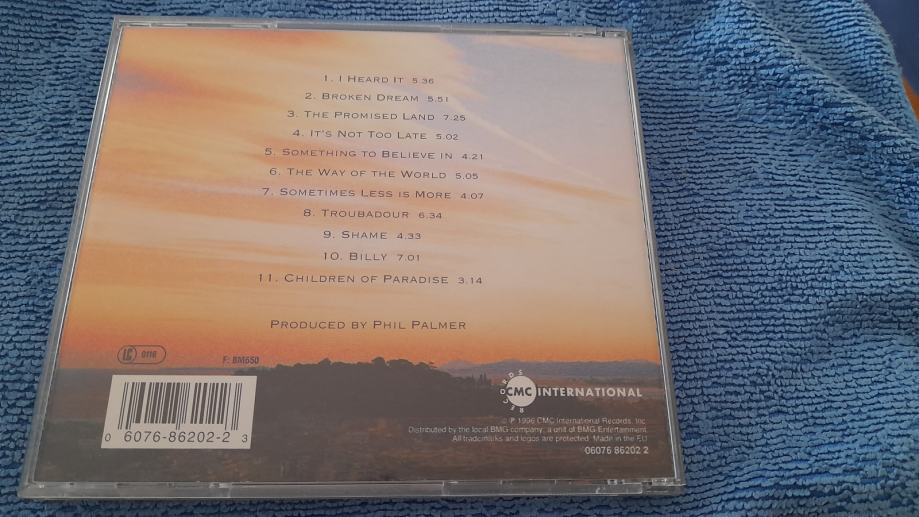 1. I Heard It 5.36
2. Broken Dream 5.51
3. The Promised Land 7.25
4. It's Not Too Late 5.02
5. Something to Believe in 4.21
6. The Way of the World 5.05
7. Sometimes Less is More 4.07
8. Troubadour 6.34
9. Shame 4.33
10. Billy 7.01
11. Children of Paradise 3.14
Produced by Phil Palmer
LC 0116
F: BM650
RECORDS
CMC INTERNATIONAL
© ℗ 1996 CMC International Records, Inc.
Distributed by the local BMG company, a unit of BMG Entertainment.
All trademarks and logos are protected. Made in the EU
06076 86202 2
0 6076-86202-2 3